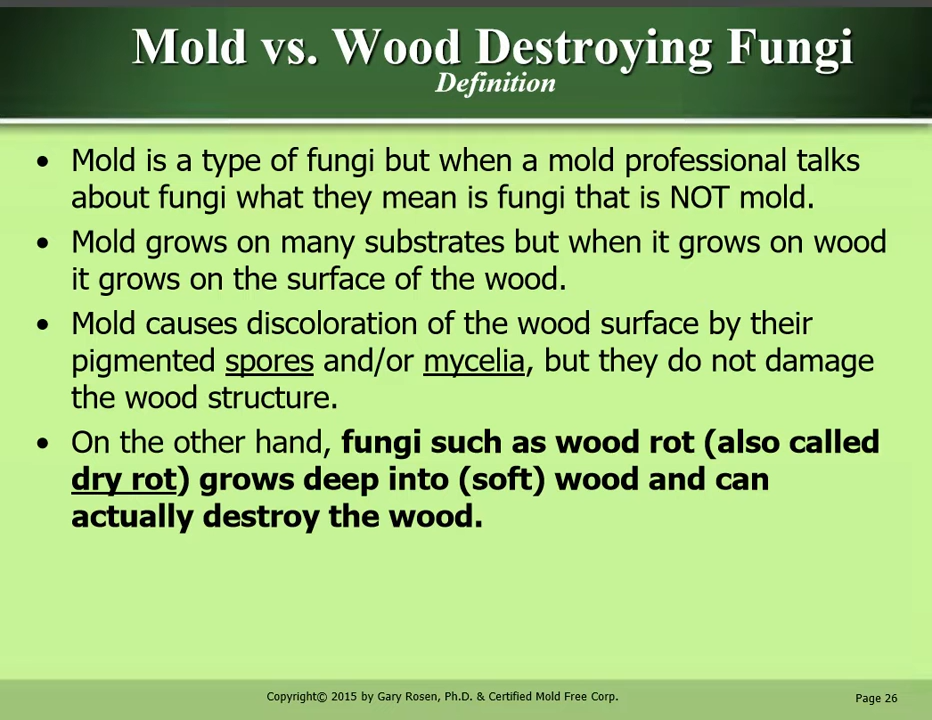 Mold vs. Wood Destroying Fungi
Definition
• Mold is a type of fungi but when a mold professional talks
about fungi what they mean is fungi that is NOT mold.
• Mold grows on many substrates but when it grows on wood
it grows on the surface of the wood.
• Mold causes discoloration of the wood surface by their
pigmented spores and/or mycelia, but they do not damage
the wood structure.
• On the other hand, fungi such as wood rot (also called
dry rot) grows deep into (soft) wood and can
actually destroy the wood.
Copyright© 2015 by Gary Rosen, Ph.D. & Certified Mold Free Corp.
Page 26